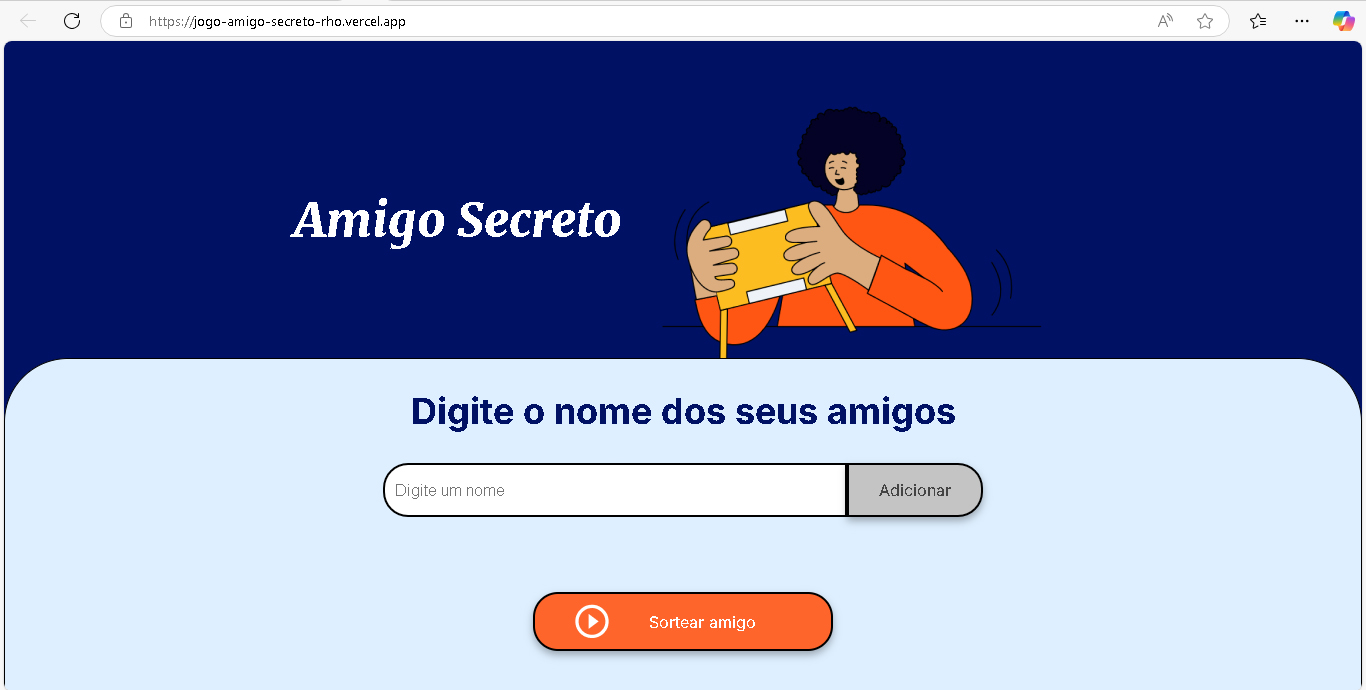 https://jogo-amigo-secreto-rho.vercel.app
Amigo Secreto
Digite o nome dos seus amigos
Digite um nome
Adicionar
Sortear amigo